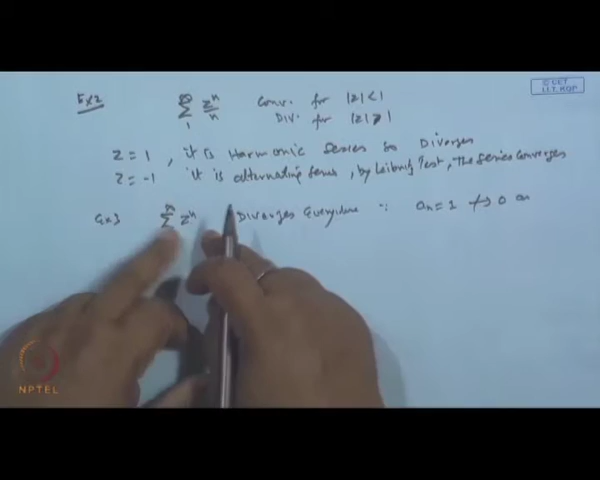 © CET
I.I.T. KGP
Ex2 ∞ Σ 1 zⁿ/n Conv. for |z|<1
Div. for |z|>1
z=1, it is Harmonic Series so Diverges
z=-1 it is alternating series, by Leibnitz Test, The series Converges
Ex3 Σ zⁿ Diverges Everywhere ∵ aₙ=1 ↛ 0 as
NPTEL